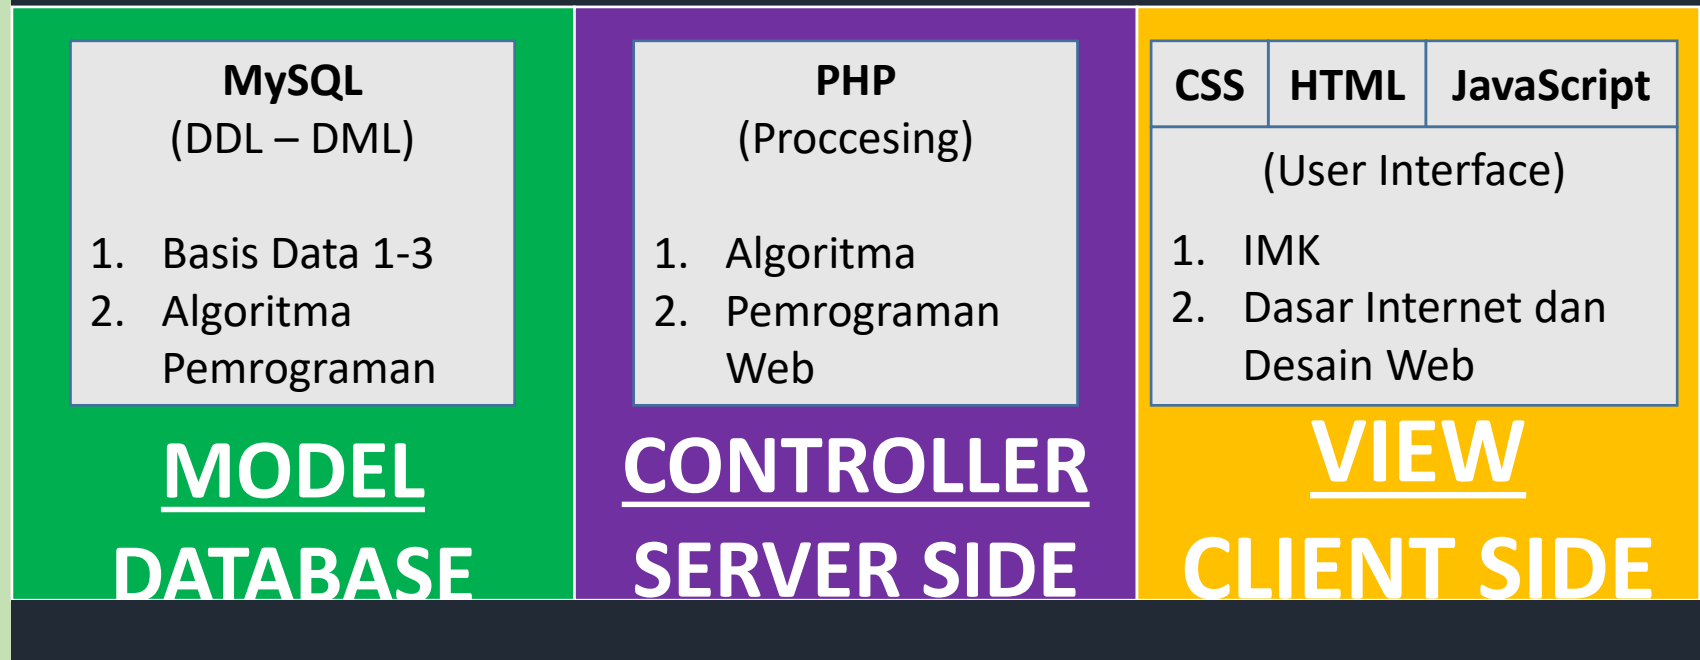 MySQL
(DDL – DML)
1. Basis Data 1-3
2. Algoritma
Pemrograman
MODEL
DATABASE
PHP
(Proccesing)
1. Algoritma
2. Pemrograman
Web
CONTROLLER
SERVER SIDE
CSS HTML JavaScript
(User Interface)
1. IMK
2. Dasar Internet dan
Desain Web
VIEW
CLIENT SIDE